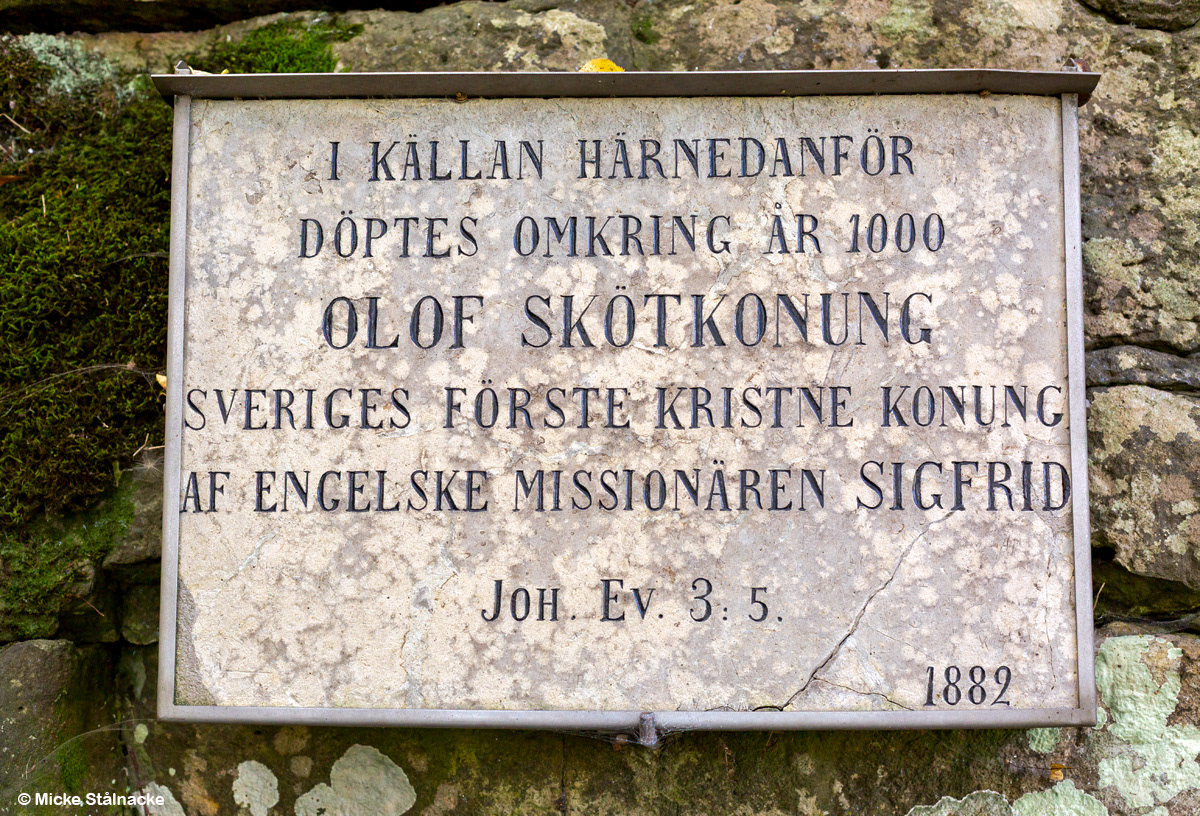 I KÄLLAN HÄRNEDANFÖR
DÖPTES OMKRING ÅR 1000
OLOF SKÖTKONUNG
SVERIGES FÖRSTE KRISTNE KONUNG
AF ENGELSKE MISSIONÄREN SIGFRID
JOH. EV. 3: 5.
1882
© Micke Stålnacke